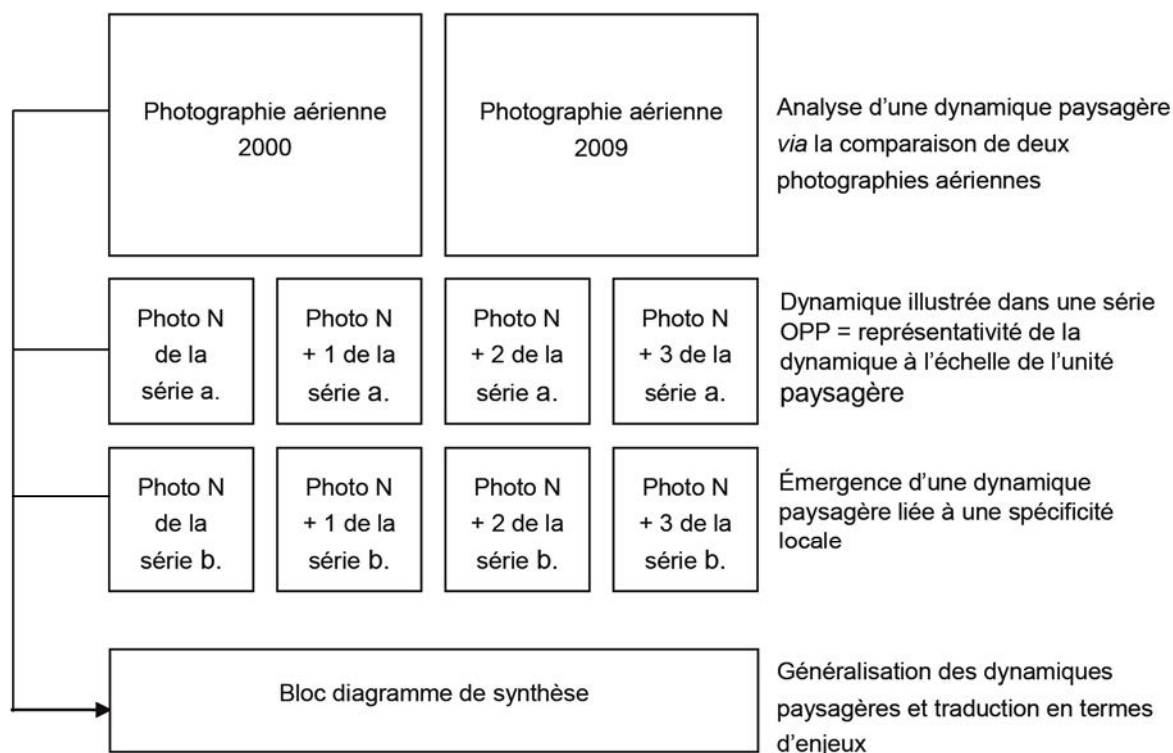 Photographie aérienne
2000
Photographie aérienne
2009
Analyse d’une dynamique paysagère
via la comparaison de deux
photographies aériennes
Photo N
de la
série a.
Photo N
+ 1 de la
série a.
Photo N
+ 2 de la
série a.
Photo N
+ 3 de la
série a.
Dynamique illustrée dans une série
OPP = représentativité de la
dynamique à l’échelle de l’unité
paysagère
Photo N
de la
série b.
Photo N
+ 1 de la
série b.
Photo N
+ 2 de la
série b.
Photo N
+ 3 de la
série b.
Émergence d’une dynamique
paysagère liée à une spécificité
locale
Bloc diagramme de synthèse
Généralisation des dynamiques
paysagères et traduction en termes
d’enjeux